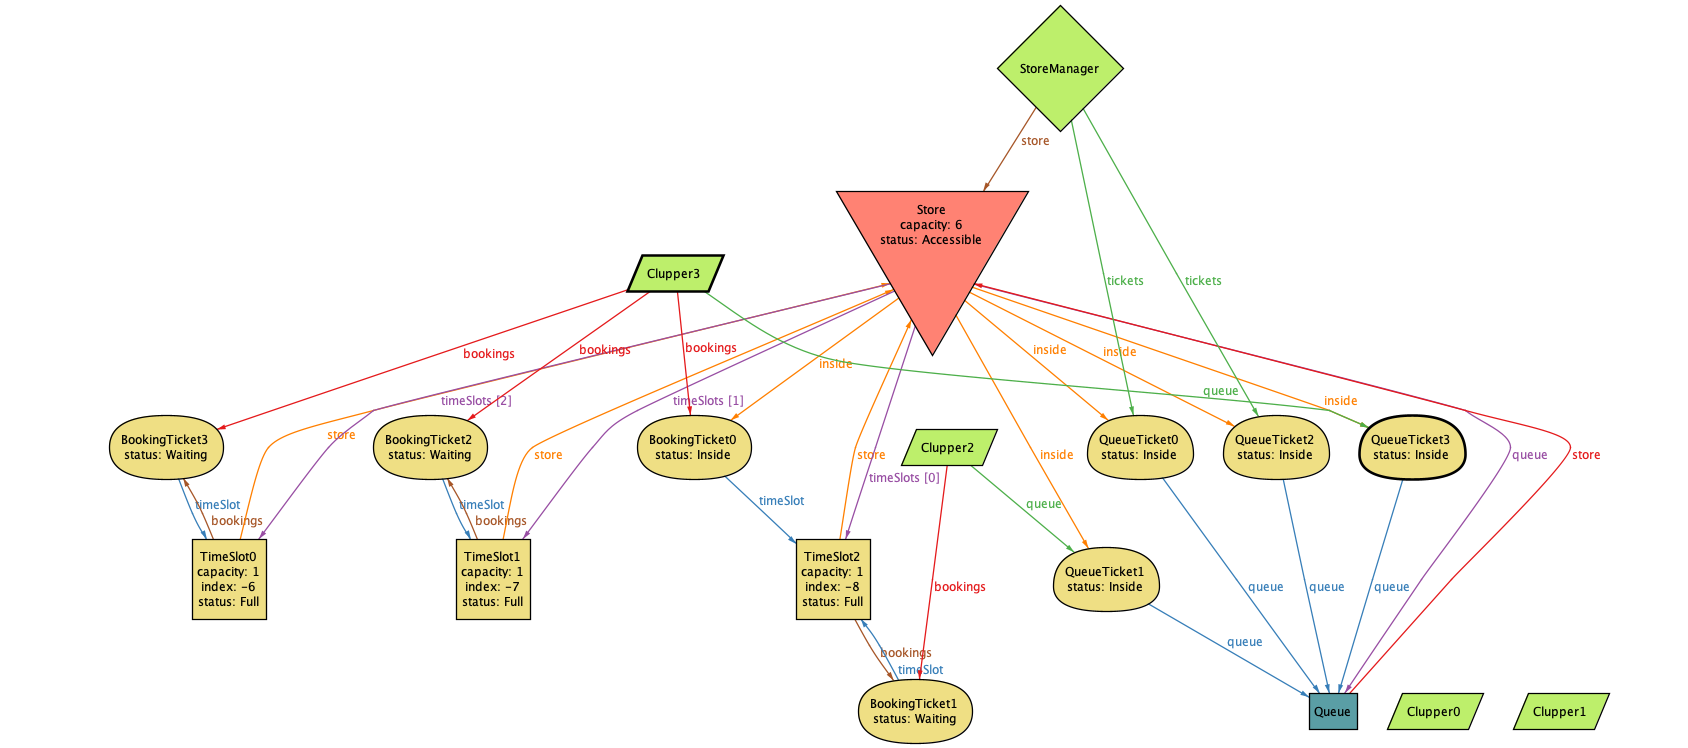 StoreManager
store
Store
capacity: 6
status: Accessible
Clupper3
tickets
tickets
bookings
bookings
bookings
inside
inside
inside
inside
queue
timeSlots [2]
timeSlots [1]
store
BookingTicket3
status: Waiting
BookingTicket2
status: Waiting
BookingTicket0
status: Inside
Clupper2
QueueTicket0
status: Inside
QueueTicket2
status: Inside
QueueTicket3
status: Inside
store
store
inside
queue
store
timeSlots [0]
timeSlot
bookings
timeSlot
bookings
timeSlot
queue
TimeSlot0
capacity: 1
index: -6
status: Full
TimeSlot1
capacity: 1
index: -7
status: Full
TimeSlot2
capacity: 1
index: -8
status: Full
QueueTicket1
status: Inside
bookings
queue
queue
queue
queue
bookings
timeSlot
BookingTicket1
status: Waiting
Queue
Clupper0
Clupper1